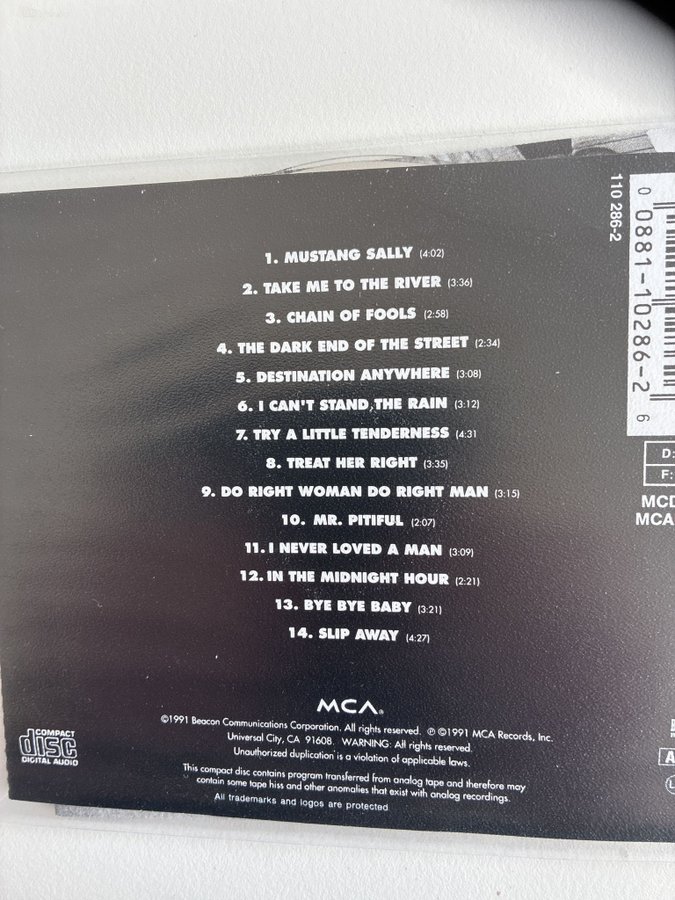 1. MUSTANG SALLY (4:02)
2. TAKE ME TO THE RIVER (3:36)
3. CHAIN OF FOOLS (2:58)
4. THE DARK END OF THE STREET (2:34)
5. DESTINATION ANYWHERE (3:08)
6. I CAN'T STAND THE RAIN (3:12)
7. TRY A LITTLE TENDERNESS (4:31
8. TREAT HER RIGHT (3:35)
9. DO RIGHT WOMAN DO RIGHT MAN (3:15)
10. MR. PITIFUL (2:07)
11. I NEVER LOVED A MAN (3:09)
12. IN THE MIDNIGHT HOUR (2:21)
13. BYE BYE BABY (3:21)
14. SLIP AWAY (4:27)
MCA®
©1991 Beacon Communications Corporation. All rights reserved. ℗©1991 MCA Records, Inc.
Universal City, CA 91608. WARNING: All rights reserved.
Unauthorized duplication is a violation of applicable laws.
This compact disc contains program transferred from analog tape and therefore may
contain some tape hiss and other anomalies that exist with analog recordings.
All trademarks and logos are protected
COMPACT
disc
DIGITAL AUDIO
110 286-2
0 0881-10286-2 6
D:
F:
MCD
MCA